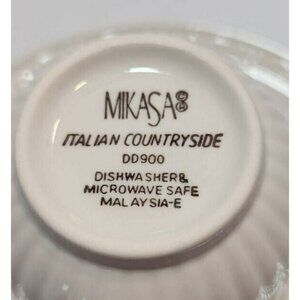 MIKASA
ITALIAN COUNTRYSIDE
DD900
DISHWASHER&
MICROWAVE SAFE
MALAYSIA-E